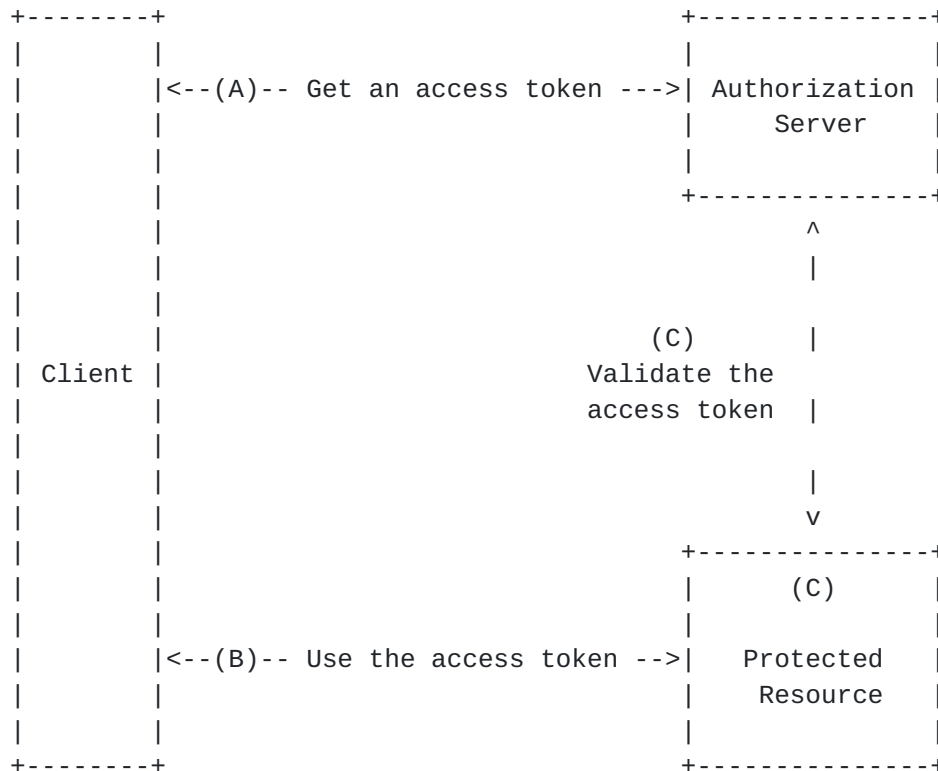 <--(A)-- Get an access token --->
Authorization
Server
(C)
Client
Validate the
access token
(C)
<--(B)-- Use the access token -->
Protected
Resource